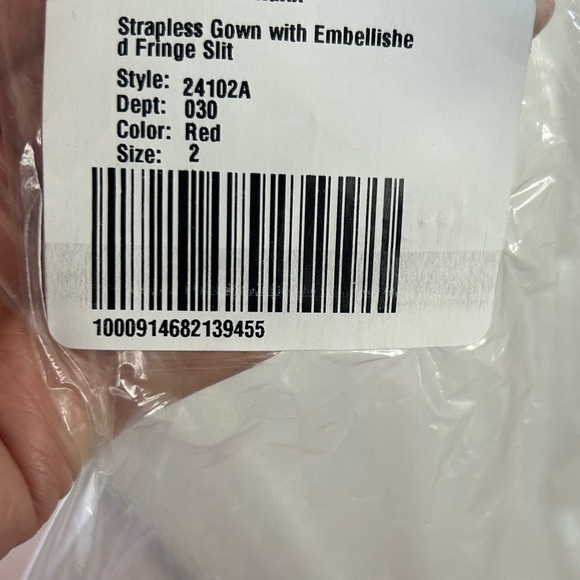 Strapless Gown with Embellishe
d Fringe Slit
Style: 24102A
Dept: 030
Color: Red
Size: 2
1000914682139455